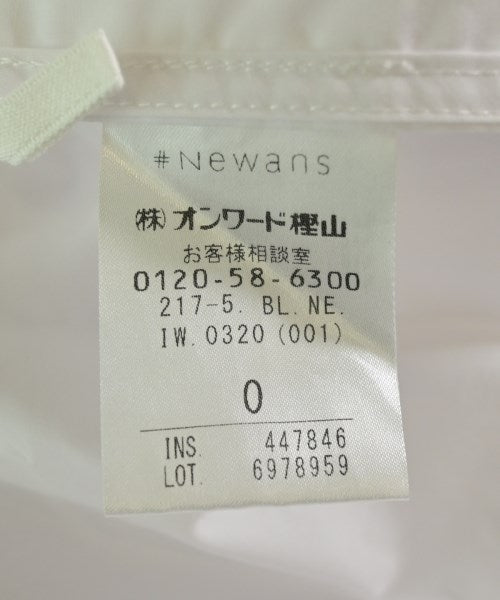 #Newans
(株)オンワード樫山
お客様相談室
0120-58-6300
217-5. BL. NE.
IW. 0320 (001)
0
INS. 447846
LOT. 6978959